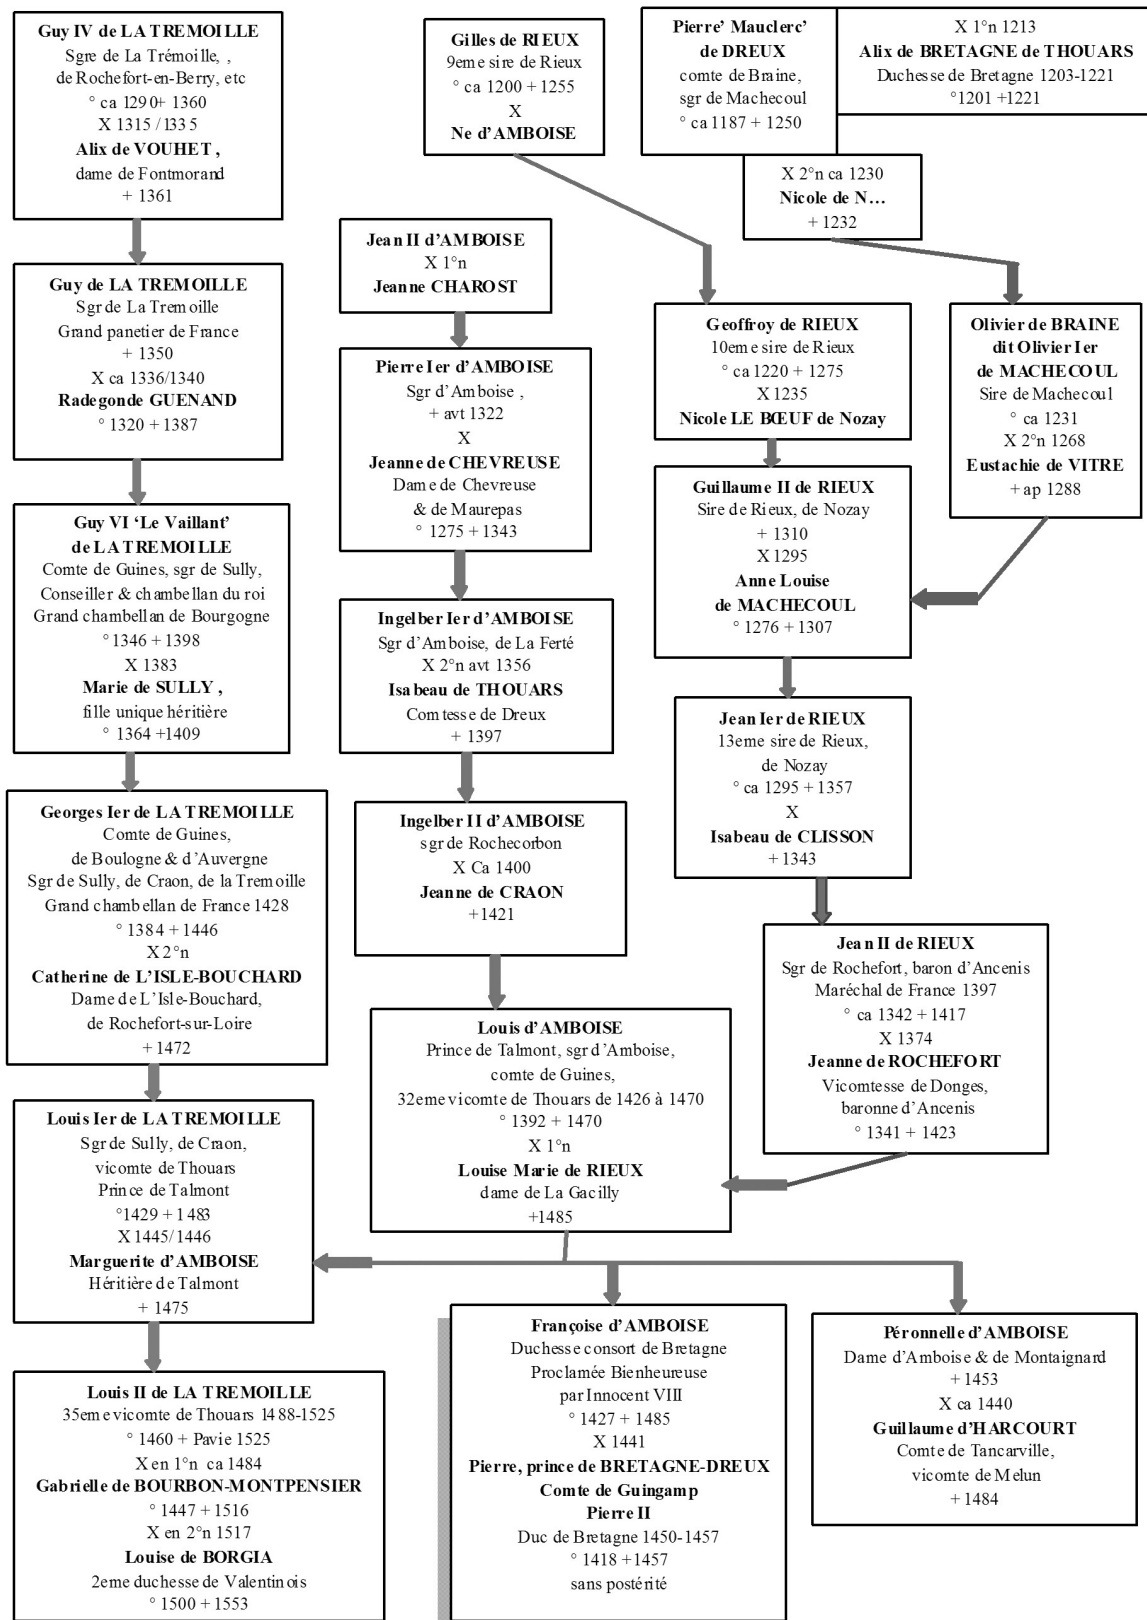 Guy IV de LA TREMOILLE
Sgre de La Trémoille, ,
de Rochefort-en-Berry, etc
° ca 1290+ 1360
X 1315 /1335
Alix de VOUHET ,
dame de Fontmorand
+ 1361
Gilles de RIEUX
9eme sire de Rieux
° ca 1200 + 1255
X
Ne d'AMBOISE
Pierre' Mauclerc'
de DREUX
comte de Braine,
sgr de Machecoul
° ca 1187 + 1250
X 1°n 1213
Alix de BRETAGNE de THOUARS
Duchesse de Bretagne 1203-1221
°1201 +1221
X 2°n ca 1230
Nicole de N…
+ 1232
Jean II d'AMBOISE
X 1°n
Jeanne CHAROST
Guy de LA TREMOILLE
Sgr de La Tremoille
Grand panetier de France
+ 1350
X ca 1336/1340
Radegonde GUENAND
° 1320 + 1387
Pierre Ier d'AMBOISE
Sgr d'Amboise ,
+ avt 1322
X
Jeanne de CHEVREUSE
Dame de Chevreuse
& de Maurepas
° 1275 + 1343
Geoffroy de RIEUX
10eme sire de Rieux
° ca 1220 + 1275
X 1235
Nicole LE BŒUF de Nozay
Olivier de BRAINE
dit Olivier Ier
de MACHECOUL
Sire de Machecoul
° ca 1231
X 2°n 1268
Eustachie de VITRE
+ ap 1288
Guy VI ‘Le Vaillant’
de LA TREMOILLE
Comte de Guines, sgr de Sully,
Conseiller & chambellan du roi
Grand chambellan de Bourgogne
°1346 + 1398
X 1383
Marie de SULLY ,
fille unique héritière
° 1364 +1409
Ingelber Ier d'AMBOISE
Sgr d'Amboise, de La Ferté
X 2°n avt 1356
Isabeau de THOUARS
Comtesse de Dreux
+ 1397
Guillaume II de RIEUX
Sire de Rieux, de Nozay
+ 1310
X 1295
Anne Louise
de MACHECOUL
° 1276 + 1307
Jean Ier de RIEUX
13eme sire de Rieux,
de Nozay
° ca 1295 + 1357
X
Isabeau de CLISSON
+ 1343
Georges Ier de LA TREMOILLE
Comte de Guines,
de Boulogne & d'Auvergne
Sgr de Sully, de Craon, de la Tremoille
Grand chambellan de France 1428
° 1384 + 1446
X 2°n
Catherine de L'ISLE-BOUCHARD
Dame de L'Isle-Bouchard,
de Rochefort-sur-Loire
+ 1472
Ingelber II d'AMBOISE
sgr de Rochecorbon
X Ca 1400
Jeanne de CRAON
+1421
Jean II de RIEUX
Sgr de Rochefort, baron d'Ancenis
Maréchal de France 1397
° ca 1342 + 1417
X 1374
Jeanne de ROCHEFORT
Vicomtesse de Donges,
baronne d'Ancenis
° 1341 + 1423
Louis d'AMBOISE
Prince de Talmont, sgr d'Amboise,
comte de Guines,
32eme vicomte de Thouars de 1426 à 1470
° 1392 + 1470
X 1°n
Louise Marie de RIEUX
dame de La Gacilly
+1485
Louis Ier de LA TREMOILLE
Sgr de Sully, de Craon,
vicomte de Thouars
Prince de Talmont
°1429 + 1483
X 1445/1446
Marguerite d'AMBOISE
Héritière de Talmont
+ 1475
Louis II de LA TREMOILLE
35eme vicomte de Thouars 1488-1525
° 1460 + Pavie 1525
X en 1°n ca 1484
Gabrielle de BOURBON-MONTPENSIER
° 1447 + 1516
X en 2°n 1517
Louise de BORGIA
2eme duchesse de Valentinois
° 1500 + 1553
Françoise d'AMBOISE
Duchesse consort de Bretagne
Proclamée Bienheureuse
par Innocent VIII
° 1427 + 1485
X 1441
Pierre, prince de BRETAGNE-DREUX
Comte de Guingamp
Pierre II
Duc de Bretagne 1450-1457
° 1418 +1457
sans postérité
Péronnelle d'AMBOISE
Dame d'Amboise & de Montaignard
+ 1453
X ca 1440
Guillaume d'HARCOURT
Comte de Tancarville,
vicomte de Melun
+ 1484